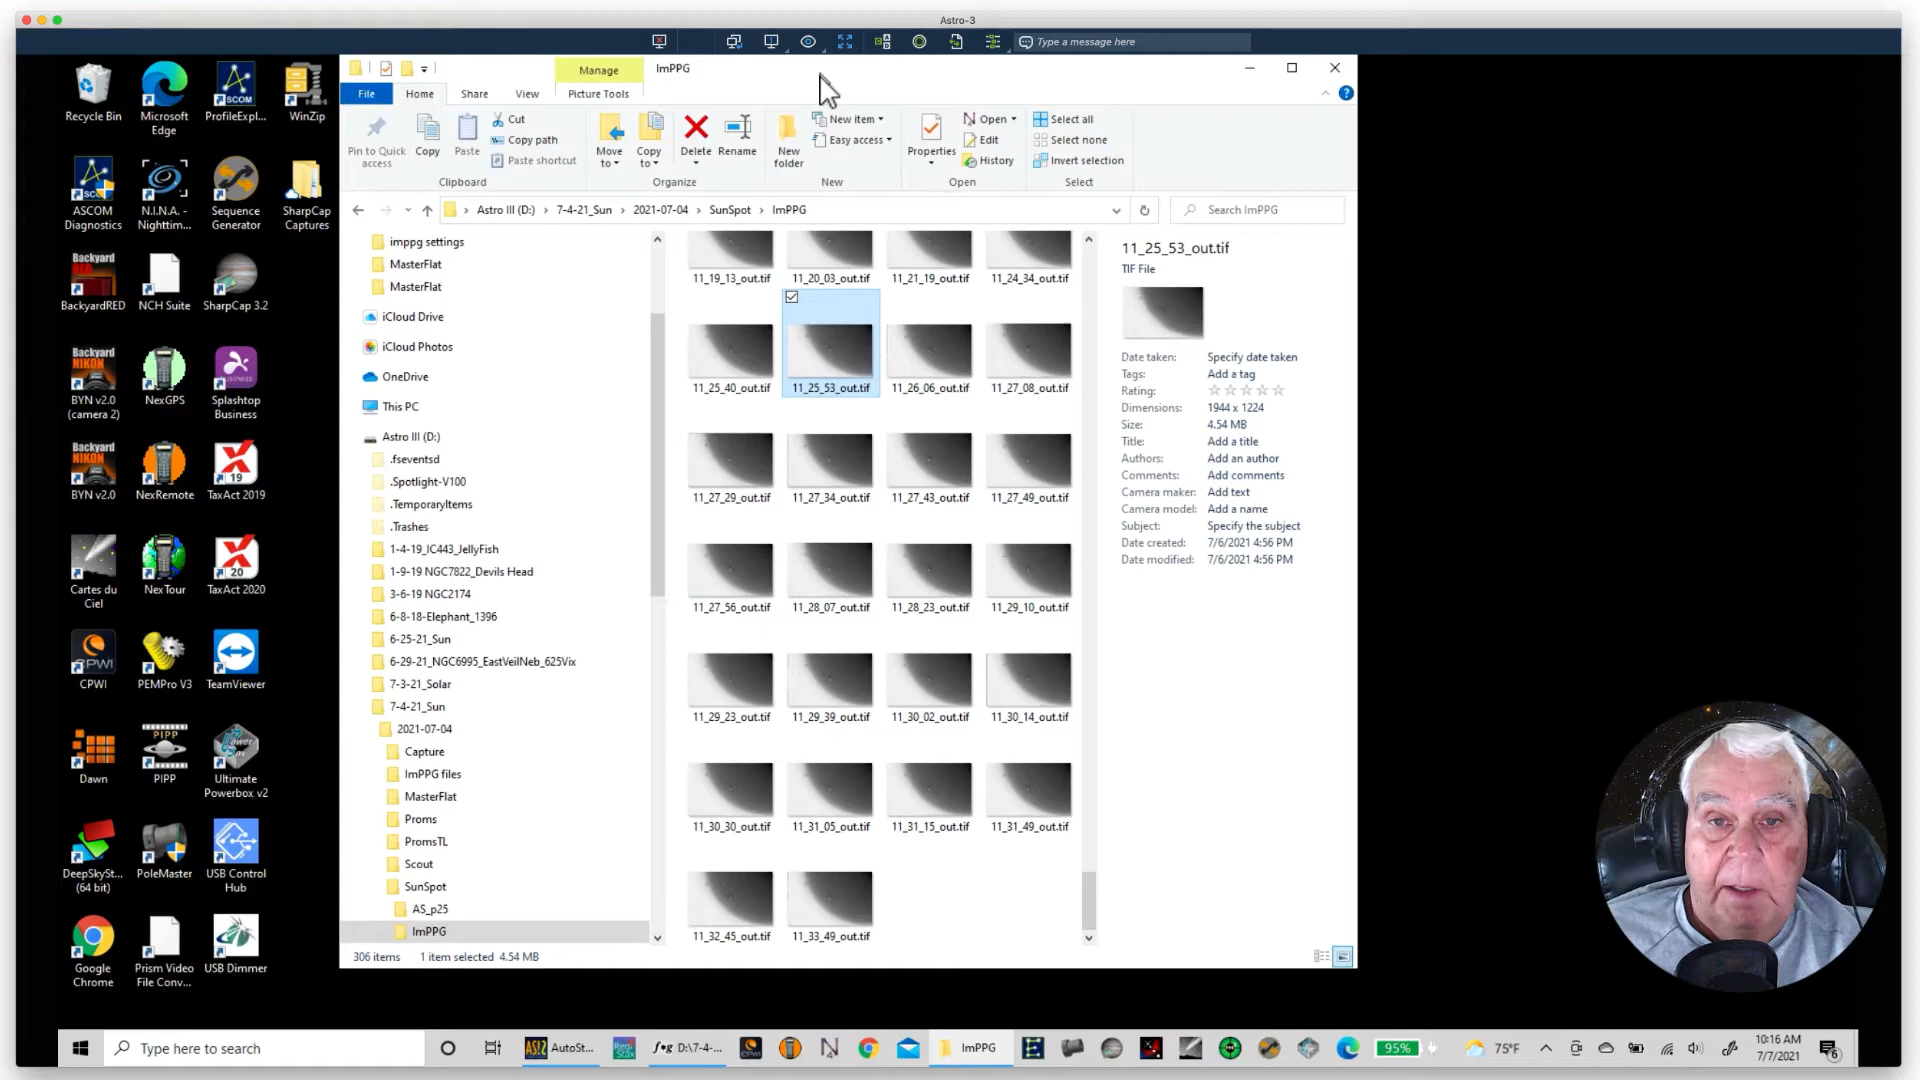 Astro-3
Type a message here
Manage
ImPPG
File
Home
Share
View
Picture Tools
Pin to Quick access
Copy
Paste
Cut
Copy path
Paste shortcut
Clipboard
Move to
Copy to
Delete
Rename
Organize
New folder
New item
Easy access
New
Properties
Open
Edit
History
Open
Select all
Select none
Invert selection
Select
Astro III (D:) > 7-4-21_Sun > 2021-07-04 > SunSpot > ImPPG
Search ImPPG
Recycle Bin
Microsoft Edge
ProfileExpl...
WinZip
ASCOM Diagnostics
N.I.N.A. - Nighttim...
Sequence Generator
SharpCap Captures
BackyardRED
NCH Suite
SharpCap 3.2
BYN v2.0 (camera 2)
NexGPS
Splashtop Business
BYN v2.0
NexRemote
TaxAct 2019
Cartes du Ciel
NexTour
TaxAct 2020
CPWI
PEMPro V3
TeamViewer
Dawn
PIPP
Ultimate Powerbox v2
DeepSkySt... (64 bit)
PoleMaster
USB Control Hub
Google Chrome
Prism Video File Conv...
USB Dimmer
imppg settings
MasterFlat
MasterFlat
iCloud Drive
iCloud Photos
OneDrive
This PC
Astro III (D:)
.fseventsd
.Spotlight-V100
.TemporaryItems
.Trashes
1-4-19_IC443_JellyFish
1-9-19 NGC7822_Devils Head
3-6-19 NGC2174
6-8-18-Elephant_1396
6-25-21_Sun
6-29-21_NGC6995_EastVeilNeb_625Vix
7-3-21_Solar
7-4-21_Sun
2021-07-04
Capture
ImPPG files
MasterFlat
Proms
PromsTL
Scout
SunSpot
AS_p25
ImPPG
11_19_13_out.tif 11_20_03_out.tif 11_21_19_out.tif 11_24_34_out.tif
11_25_40_out.tif 11_25_53_out.tif 11_26_06_out.tif 11_27_08_out.tif
11_27_29_out.tif 11_27_34_out.tif 11_27_43_out.tif 11_27_49_out.tif
11_27_56_out.tif 11_28_07_out.tif 11_28_23_out.tif 11_29_10_out.tif
11_29_23_out.tif 11_29_39_out.tif 11_30_02_out.tif 11_30_14_out.tif
11_30_30_out.tif 11_31_05_out.tif 11_31_15_out.tif 11_31_49_out.tif
11_32_45_out.tif 11_33_49_out.tif
11_25_53_out.tif
TIF File
Date taken: Specify date taken
Tags: Add a tag
Rating:
Dimensions: 1944 x 1224
Size: 4.54 MB
Title: Add a title
Authors: Add an author
Comments: Add comments
Camera maker: Add text
Camera model: Add a name
Subject: Specify the subject
Date created: 7/6/2021 4:56 PM
Date modified: 7/6/2021 4:56 PM
306 items 1 item selected 4.54 MB
Type here to search
AutoSt...
D:\7-4-...
ImPPG
95%
75°F
10:16 AM
7/7/2021